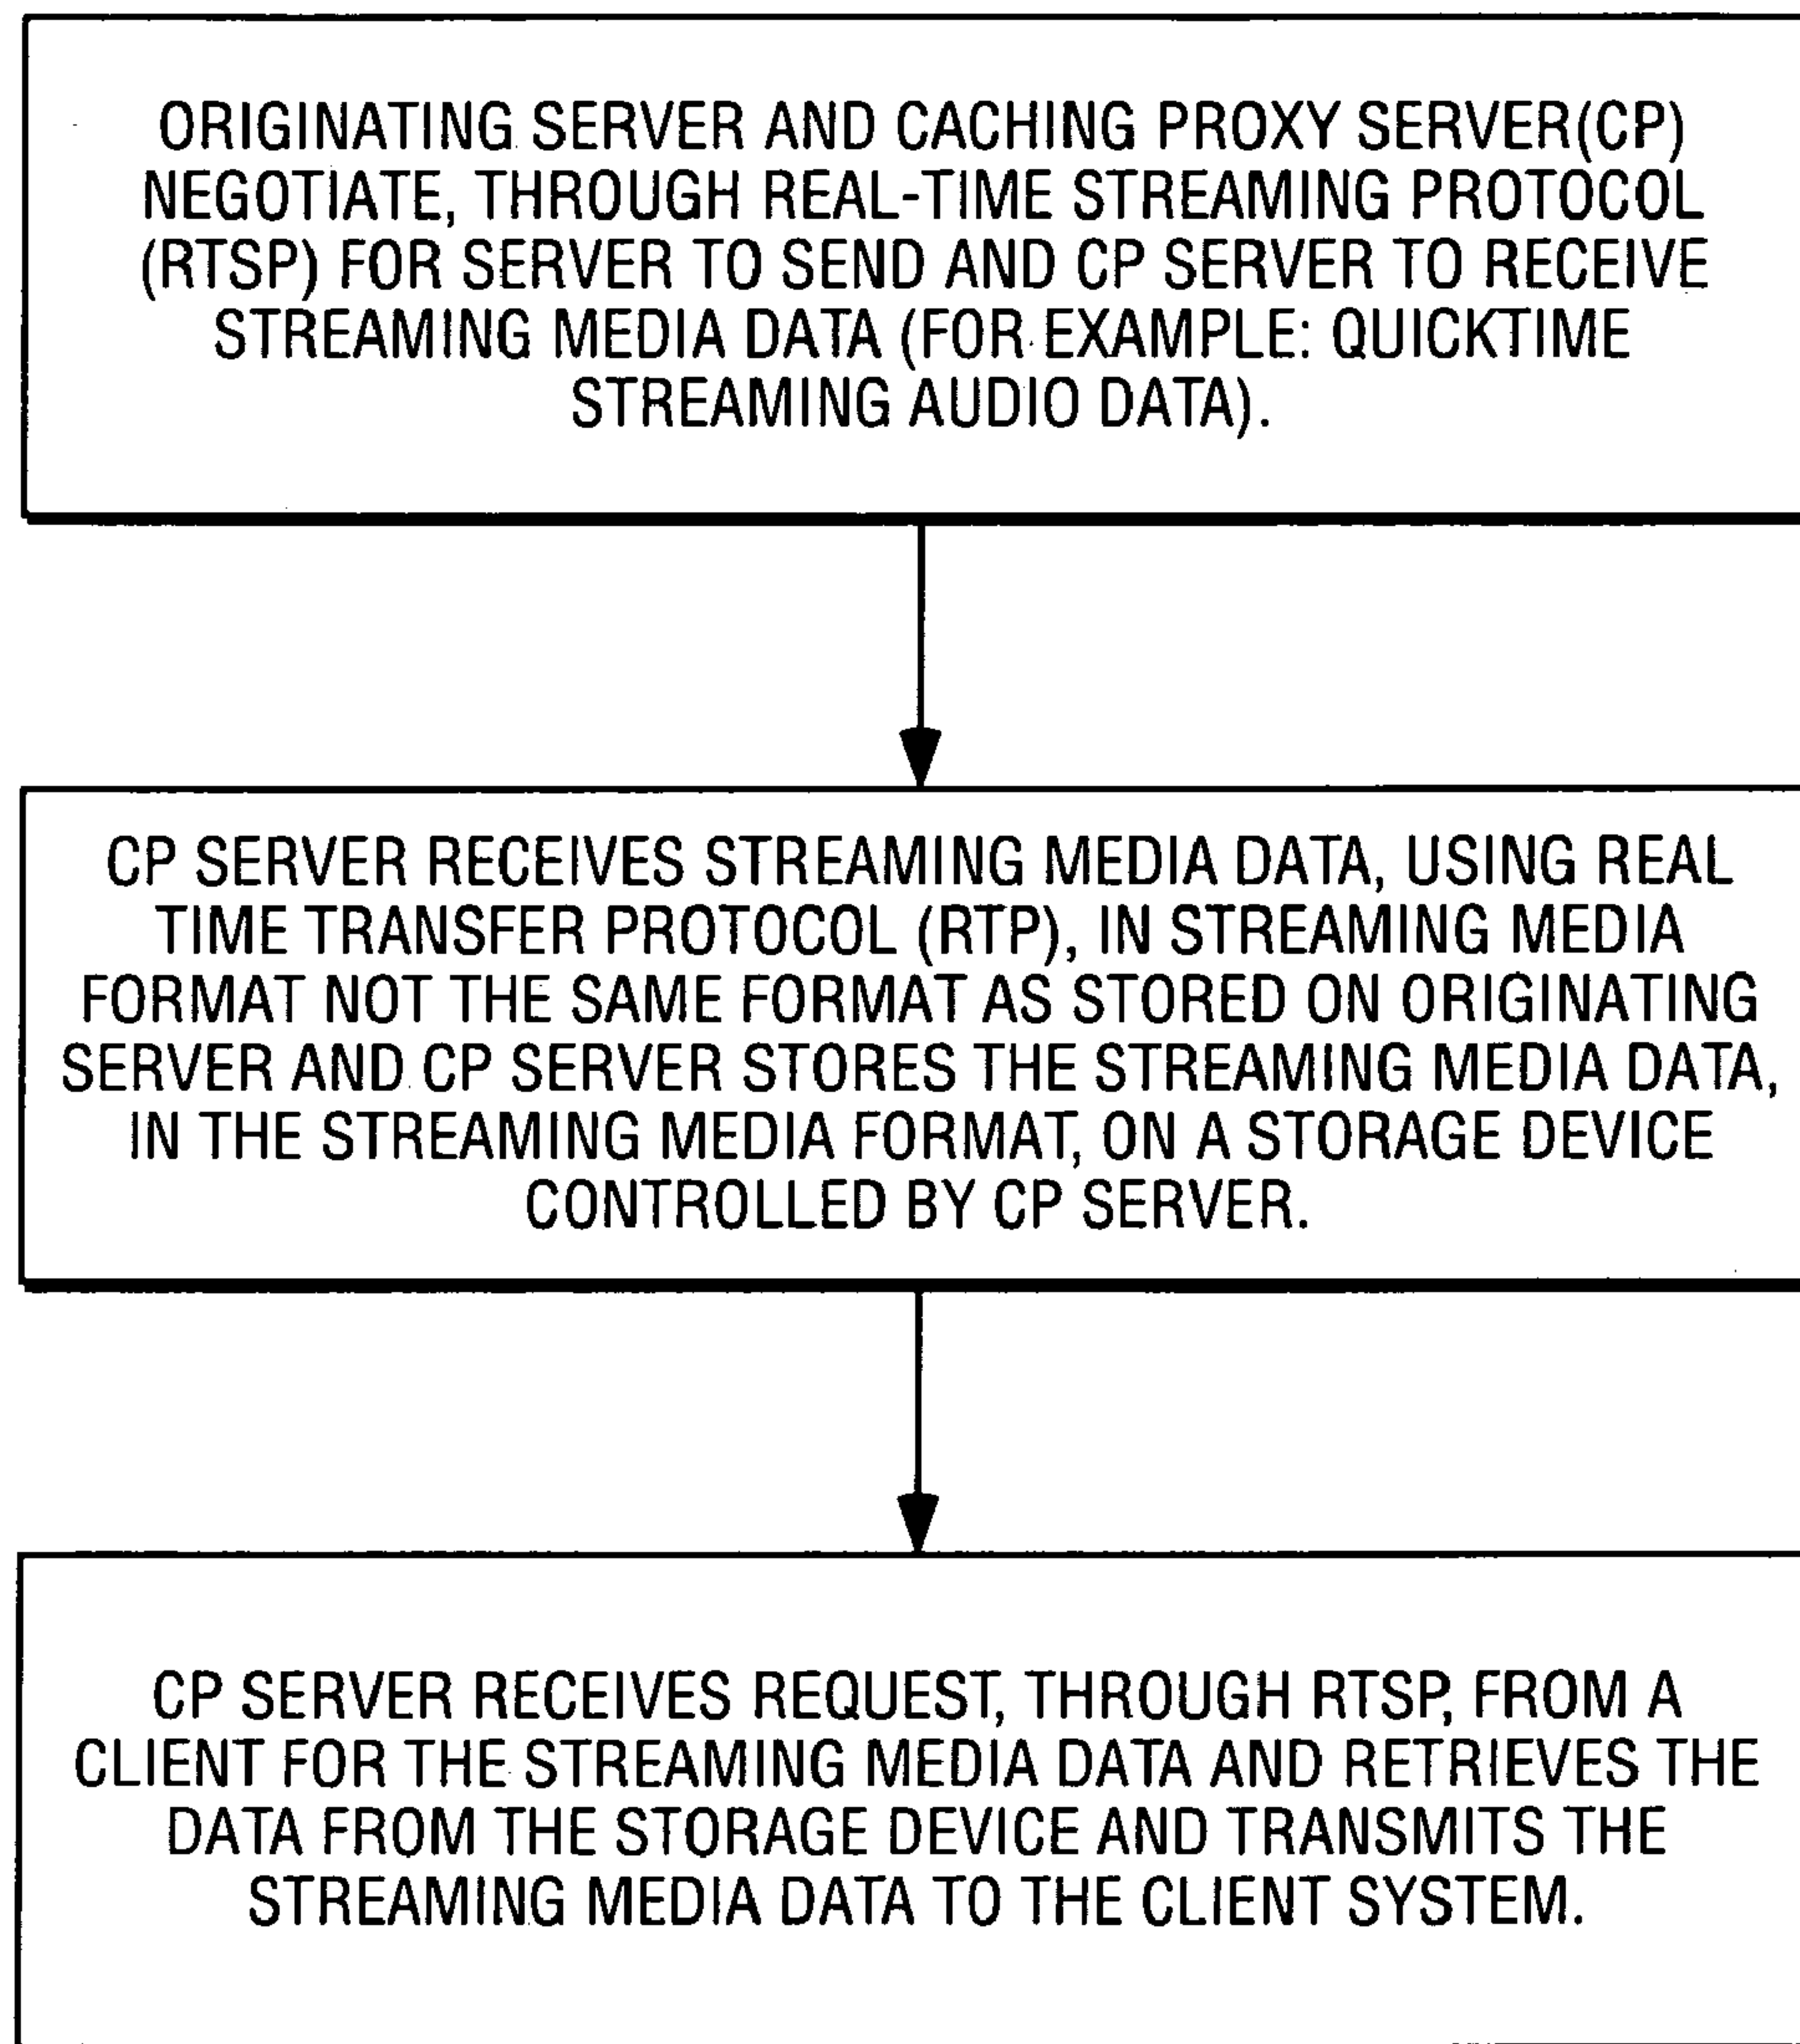 ORIGINATING SERVER AND CACHING PROXY SERVER(CP)
NEGOTIATE, THROUGH REAL-TIME STREAMING PROTOCOL
(RTSP) FOR SERVER TO SEND AND CP SERVER TO RECEIVE
STREAMING MEDIA DATA (FOR EXAMPLE: QUICKTIME
STREAMING AUDIO DATA).
CP SERVER RECEIVES STREAMING MEDIA DATA, USING REAL
TIME TRANSFER PROTOCOL (RTP), IN STREAMING MEDIA
FORMAT NOT THE SAME FORMAT AS STORED ON ORIGINATING
SERVER AND CP SERVER STORES THE STREAMING MEDIA DATA,
IN THE STREAMING MEDIA FORMAT, ON A STORAGE DEVICE
CONTROLLED BY CP SERVER.
CP SERVER RECEIVES REQUEST, THROUGH RTSP, FROM A
CLIENT FOR THE STREAMING MEDIA DATA AND RETRIEVES THE
DATA FROM THE STORAGE DEVICE AND TRANSMITS THE
STREAMING MEDIA DATA TO THE CLIENT SYSTEM.